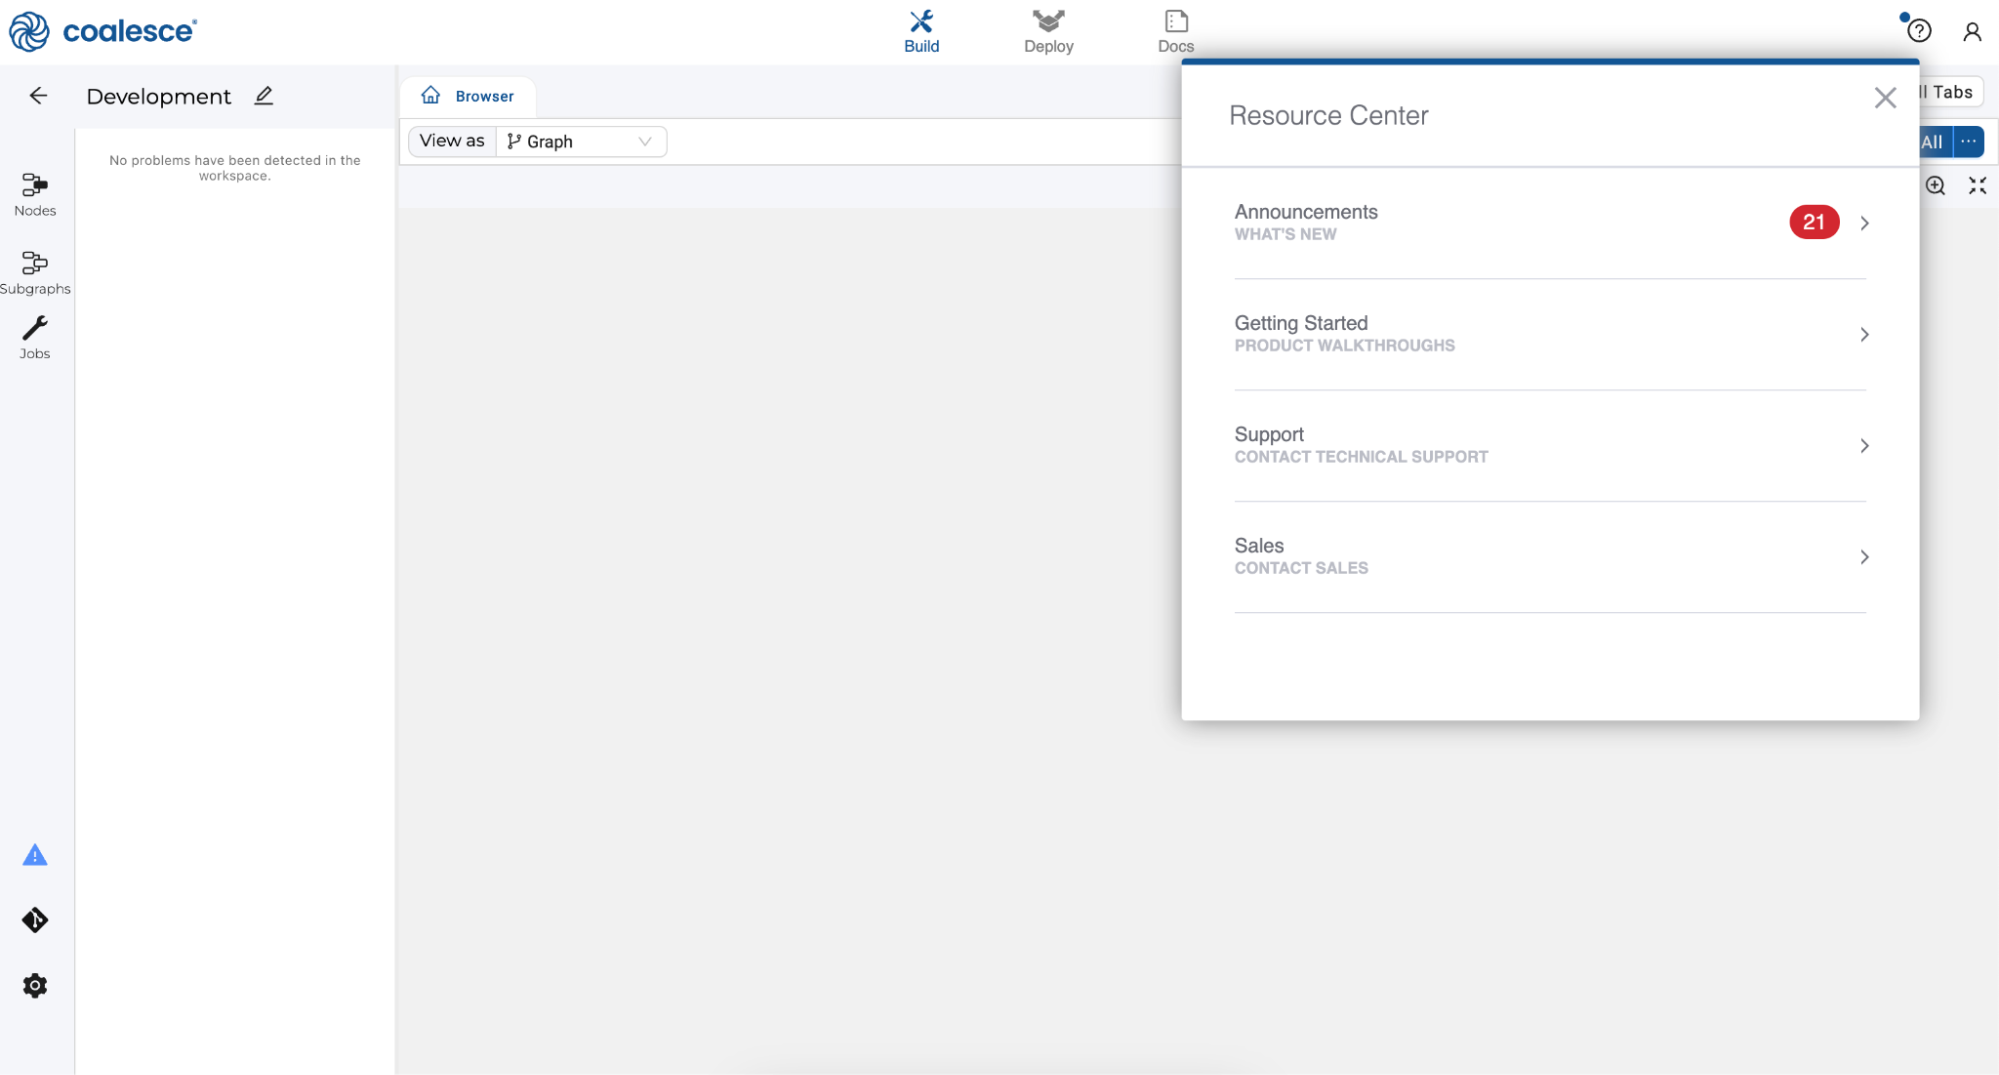 coalesce
Build
Deploy
Docs
Development
Browser
ll Tabs
View as
Graph
All
No problems have been detected in the
workspace.
Nodes
Subgraphs
Jobs
Resource Center
Announcements
WHAT'S NEW
21
Getting Started
PRODUCT WALKTHROUGHS
Support
CONTACT TECHNICAL SUPPORT
Sales
CONTACT SALES